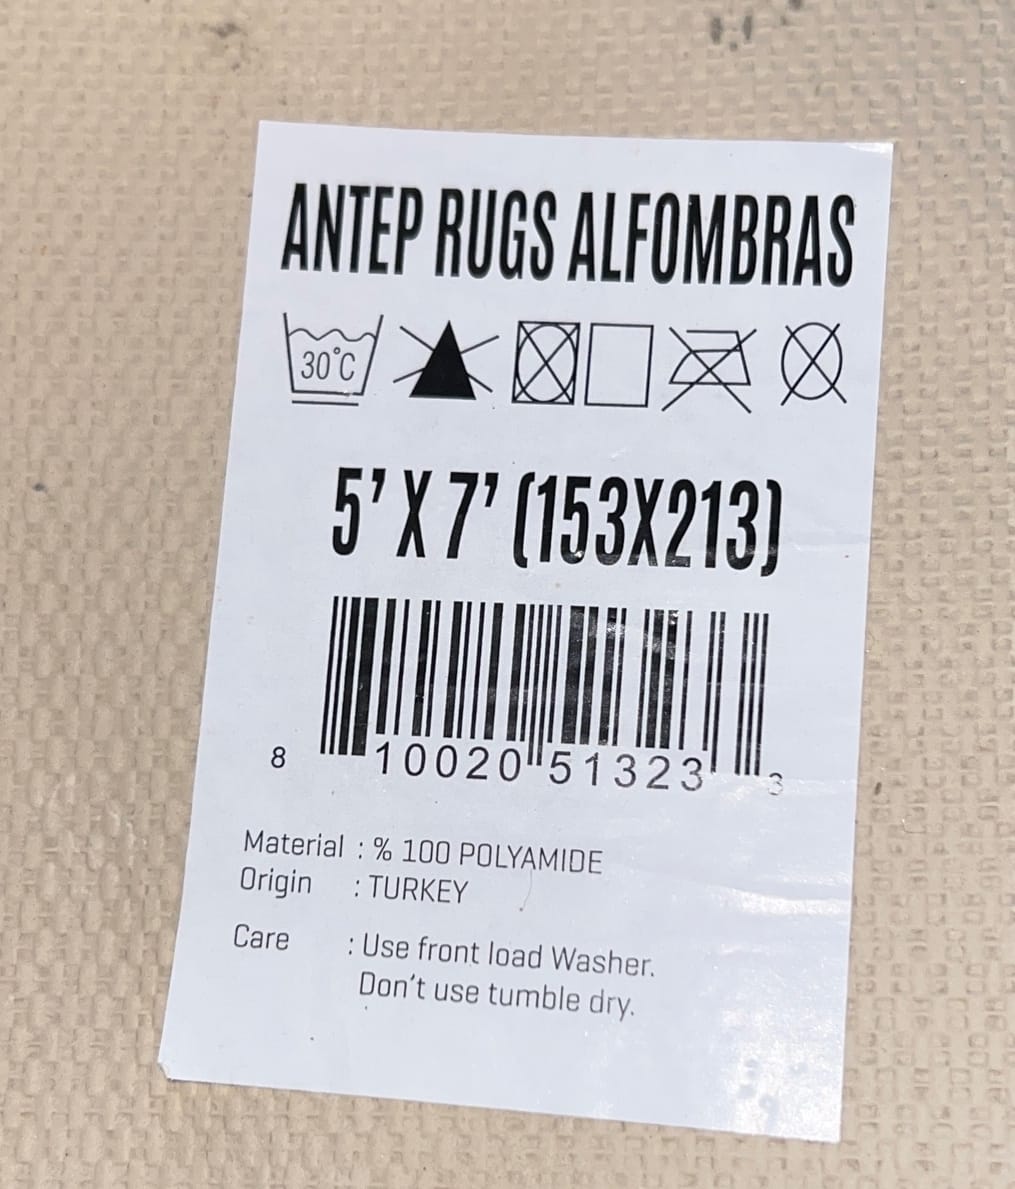 ANTEP RUGS ALFOMBRAS
30°C
5' X 7' (153X213)
8 10020 51323 3
Material : % 100 POLYAMIDE
Origin : TURKEY
Care : Use front load Washer.
Don't use tumble dry.